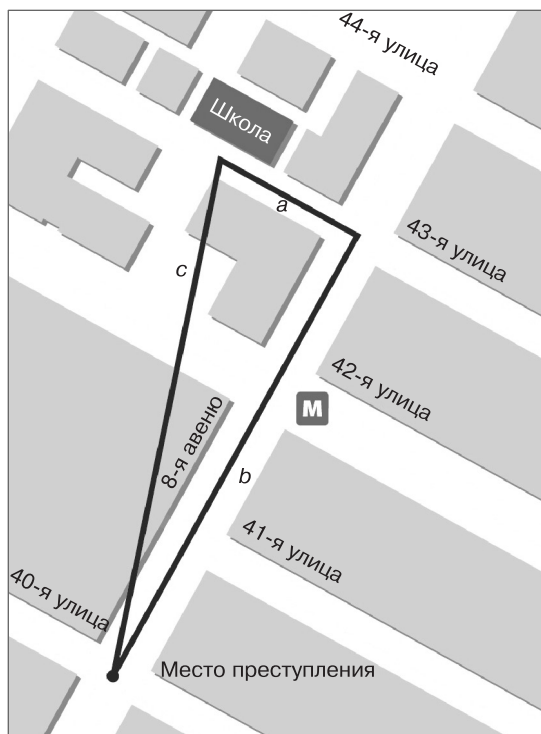 44-я улица
Школа
a
43-я улица
c
42-я улица
М
8-я авеню
b
41-я улица
40-я улица
Место преступления